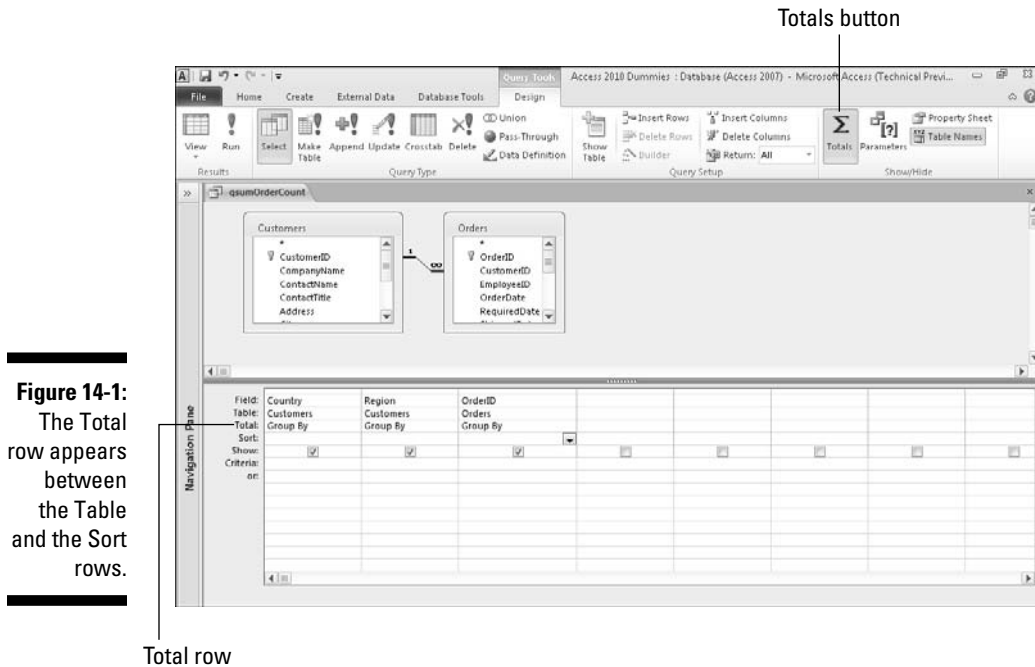 Totals button
Query Tools
Access 2010 Dummies : Database (Access 2007) - Microsoft Access (Technical Previ...
File Home Create External Data Database Tools Design
View
Run
Select
Make Table
Append
Update
Crosstab
Delete
Union
Pass-Through
Data Definition
Show Table
Insert Rows
Delete Rows
Builder
Insert Columns
Delete Columns
Return: All
Totals
Parameters
Property Sheet
Table Names
Results
Query Type
Query Setup
Show/Hide
qsumOrderCount
Customers
*
CustomerID
CompanyName
ContactName
ContactTitle
Address
1
∞
Orders
*
OrderID
CustomerID
EmployeeID
OrderDate
RequiredDate
Navigation Pane
Field: Country Region OrderID
Table: Customers Customers Orders
Total: Group By Group By Group By
Sort:
Show:
Criteria:
or:
Figure 14-1:
The Total
row appears
between
the Table
and the Sort
rows.
Total row